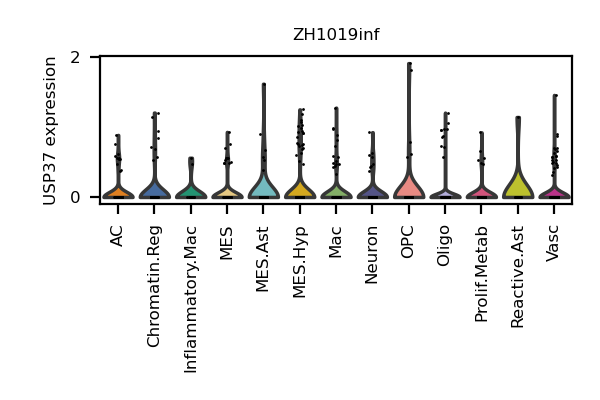 ZH1019inf
USP37 expression
2
0
AC
Chromatin.Reg
Inflammatory.Mac
MES
MES.Ast
MES.Hyp
Mac
Neuron
OPC
Oligo
Prolif.Metab
Reactive.Ast
Vasc